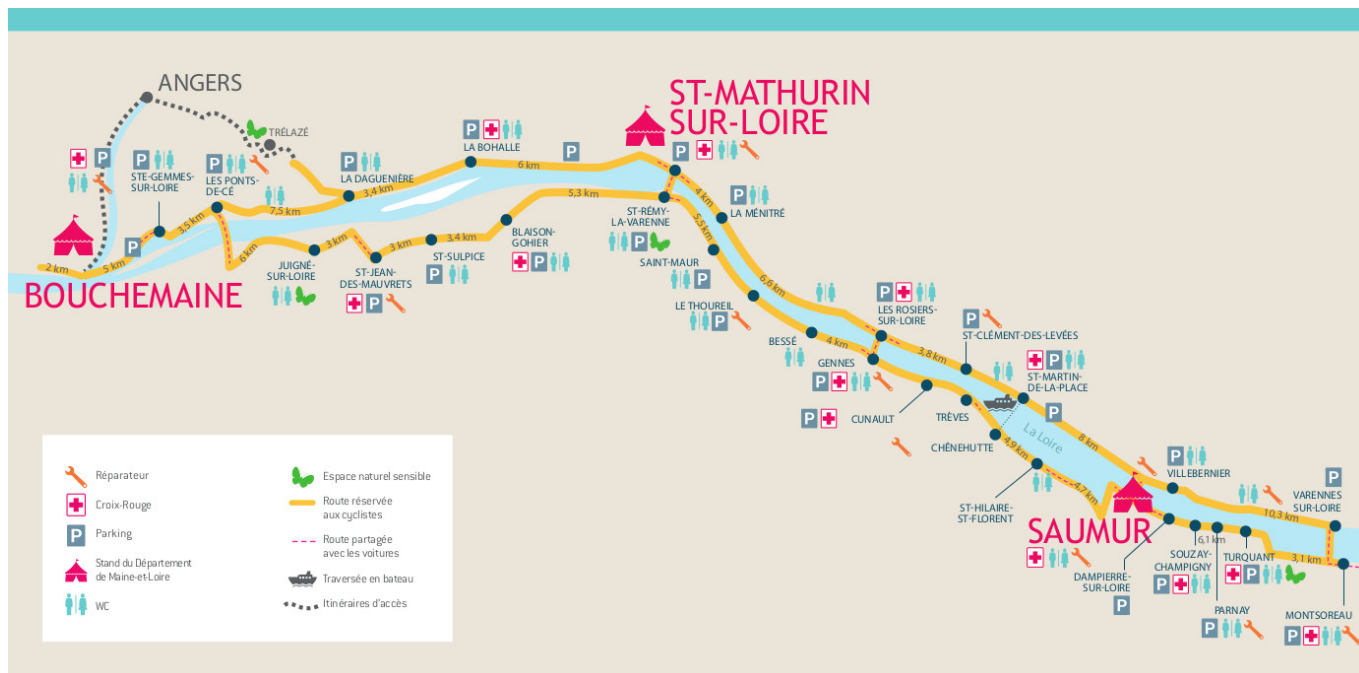 ANGERS
TRÉLAZÉ
ST-MATHURIN
SUR-LOIRE
P
P
STE-GEMMES-
SUR-LOIRE
P
LES PONTS-
DE-CÉ
P
LA DAGUENIÈRE
P
LA BOHALLE
P
P
P
BOUCHEMAINE
2 km
5 km
3,5 km
7,5 km
3,4 km
6 km
4 km
6 km
3 km
3 km
3,4 km
5,3 km
5,5 km
JUIGNÉ-
SUR-LOIRE
ST-JEAN-
DES-MAUVRETS
P
ST-SULPICE
P
BLAISON-
GOHIER
P
ST-RÉMY-
LA-VARENNE
P
P
LA MÉNITRÉ
SAINT-MAUR
P
LE THOUREIL
P
BESSÉ
6,6 km
4 km
P
LES ROSIERS-
SUR-LOIRE
GENNES
P
P
ST-CLÉMENT-DES-LEVÉES
3,8 km
P
ST-MARTIN-
DE-LA-PLACE
P
P
CUNAULT
TRÈVES
CHÊNEHUTTE
La Loire
8 km
4,9 km
4,7 km
ST-HILAIRE-
ST-FLORENT
SAUMUR
P
VILLEBERNIER
P
VARENNES
SUR-LOIRE
10,3 km
6,1 km
3,1 km
DAMPIERRE-
SUR-LOIRE
P
SOUZAY-
CHAMPIGNY
P
TURQUANT
P
PARNAY
P
MONTSOREAU
P
Réparateur
Croix-Rouge
P
Parking
Stand du Département
de Maine-et-Loire
WC
Espace naturel sensible
Route réservée
aux cyclistes
Route partagée
avec les voitures
Traversée en bateau
Itinéraires d'accès